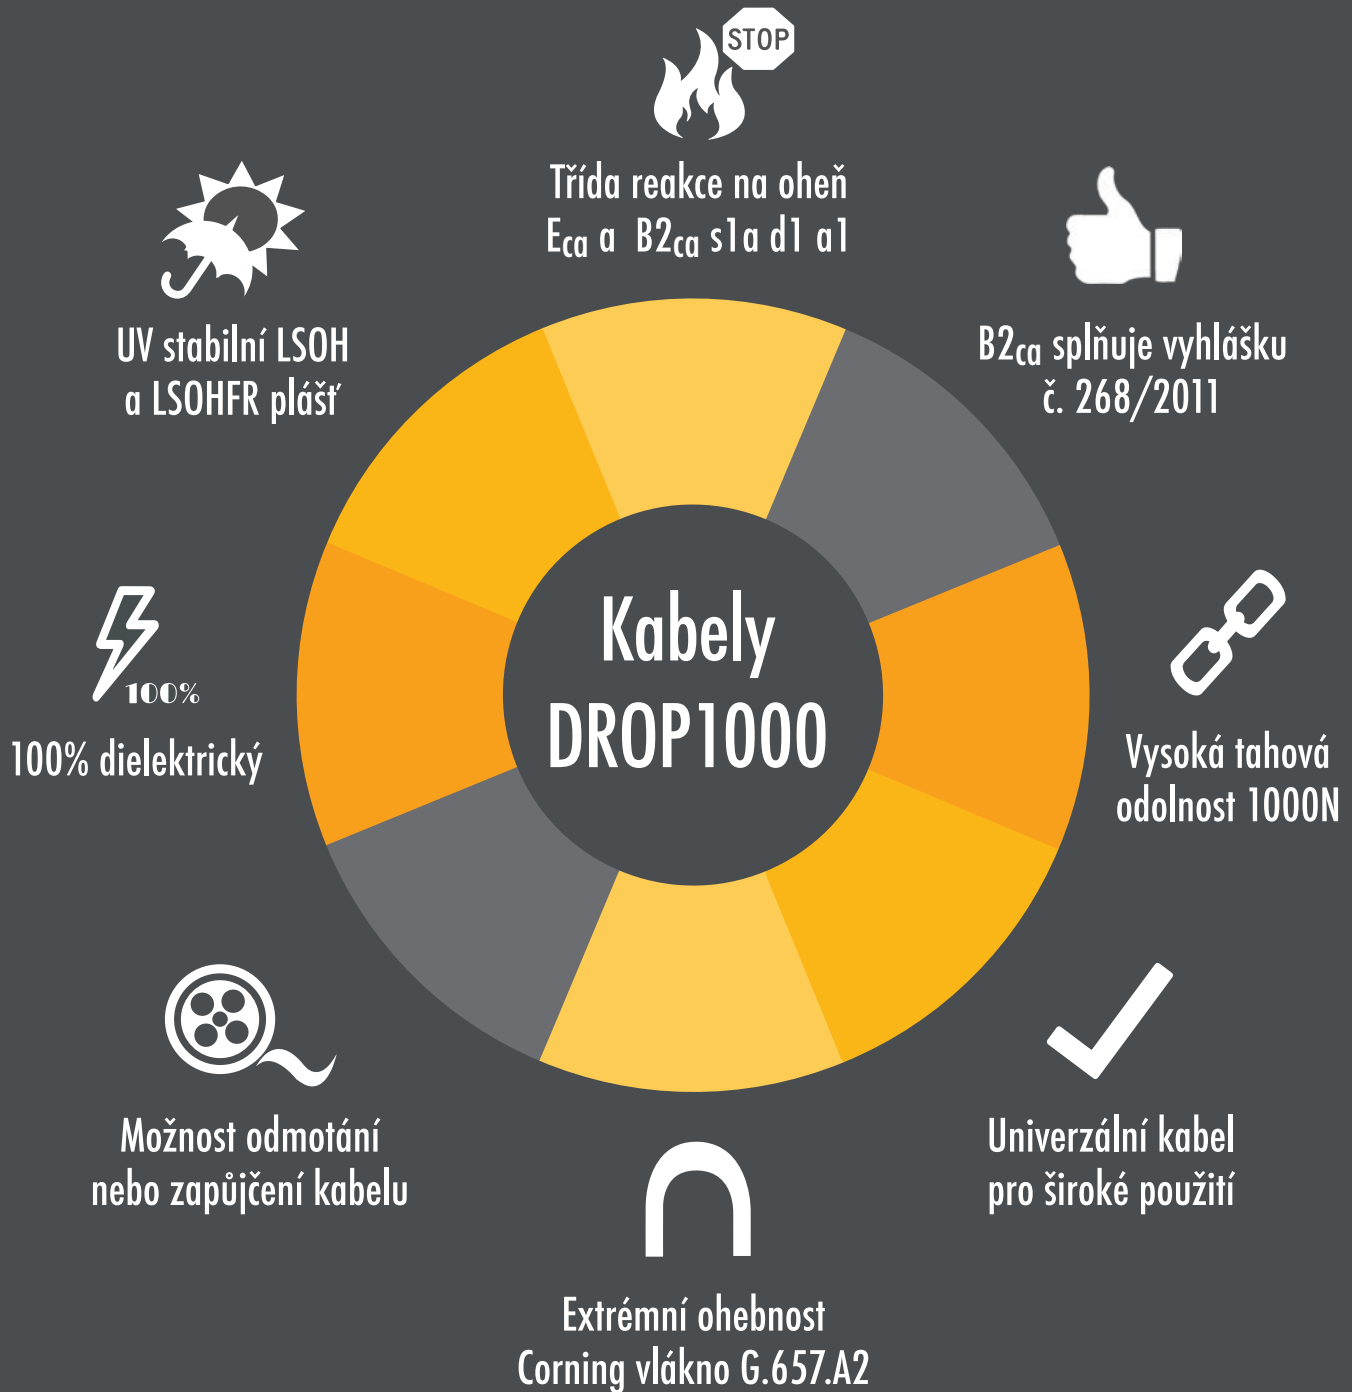 STOP
Třída reakce na oheň
Eca a B2ca s1a d1 a1
UV stabilní LSOH
a LSOHFR plášť
B2ca splňuje vyhlášku
č. 268/2011
Kabely
DROP1000
100%
100% dielektrický
Vysoká tahová
odolnost 1000N
Možnost odmotání
nebo zapůjčení kabelu
Univerzální kabel
pro široké použití
Extrémní ohebnost
Corning vlákno G.657.A2